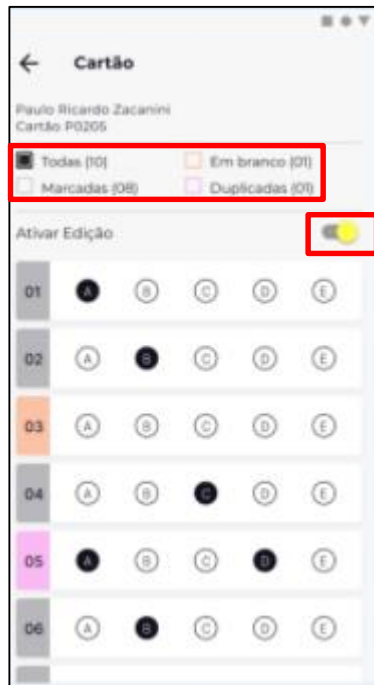 Cartão
Paulo Ricardo Zacanini
Cartão P0205
Todas (10) Em branco (01)
Marcadas (08) Duplicadas (01)
Ativar Edição
01 A B C D E
02 A B C D E
03 A B C D E
04 A B C D E
05 A B C D E
06 A B C D E